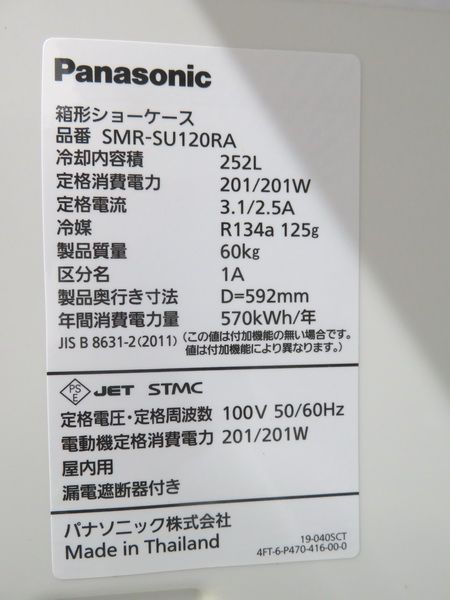 Panasonic
箱形ショーケース
品番 SMR-SU120RA
冷却内容積 252L
定格消費電力 201/201W
定格電流 3.1/2.5A
冷媒 R134a 125g
製品質量 60kg
区分名 1A
製品奥行き寸法 D=592mm
年間消費電力量 570kWh/年
JIS B 8631-2(2011) (この値は付加機能の無い場合です。
値は付加機能により異なります。)
PS
E
JET STMC
定格電圧・定格周波数 100V 50/60Hz
電動機定格消費電力 201/201W
屋内用
漏電遮断器付き
パナソニック株式会社
Made in Thailand
19-040SCT
4FT-6-P470-416-00-0